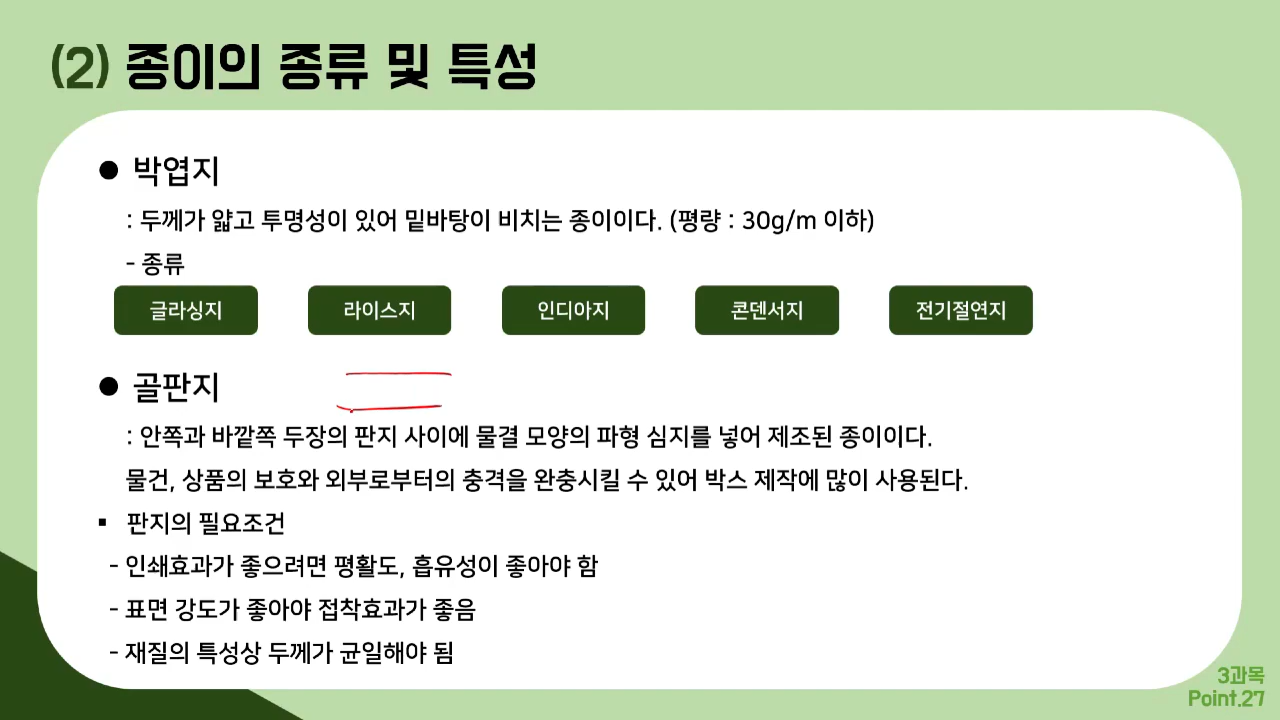 (2) 종이의 종류 및 특성
● 박엽지
: 두께가 얇고 투명성이 있어 밑바탕이 비치는 종이이다. (평량 : 30g/m 이하)
- 종류
글라싱지 라이스지 인디아지 콘덴서지 전기절연지
● 골판지
: 안쪽과 바깥쪽 두장의 판지 사이에 물결 모양의 파형 심지를 넣어 제조된 종이이다.
물건, 상품의 보호와 외부로부터의 충격을 완충시킬 수 있어 박스 제작에 많이 사용된다.
▪ 판지의 필요조건
- 인쇄효과가 좋으려면 평활도, 흡유성이 좋아야 함
- 표면 강도가 좋아야 접착효과가 좋음
- 재질의 특성상 두께가 균일해야 됨
3과목
Point.27